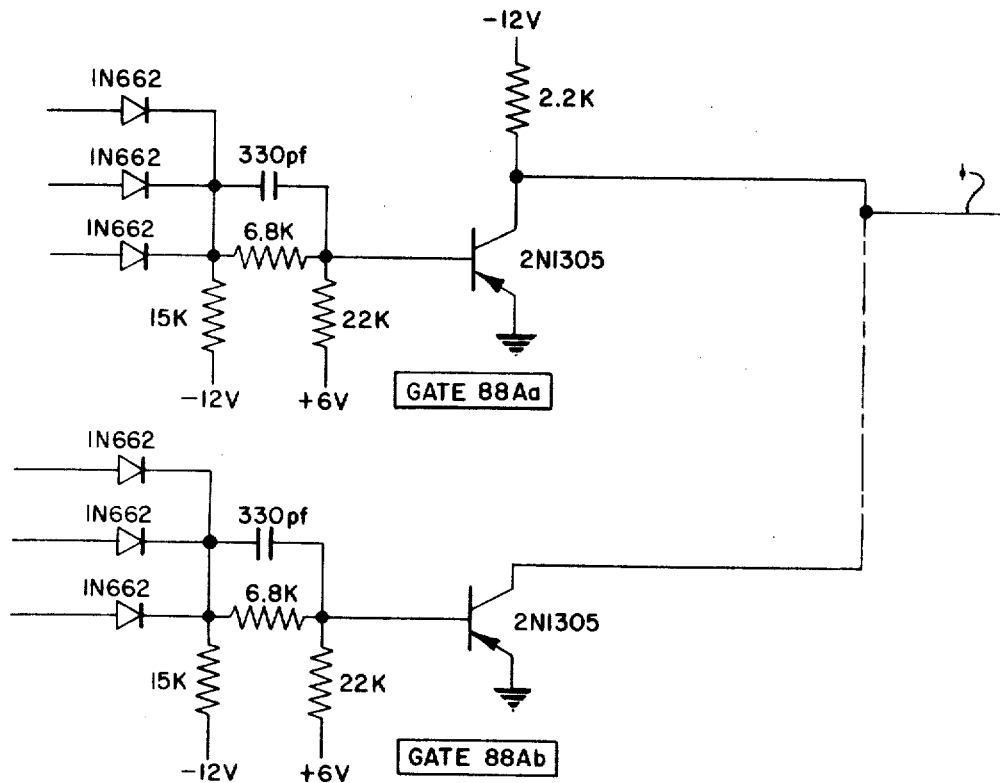 -12V
2.2K
IN662
IN662
330pf
IN662
6.8K
2N1305
15K
22K
-12V
+6V
GATE 88Aa
IN662
IN662
330pf
IN662
6.8K
2N1305
15K
22K
-12V
+6V
GATE 88Ab